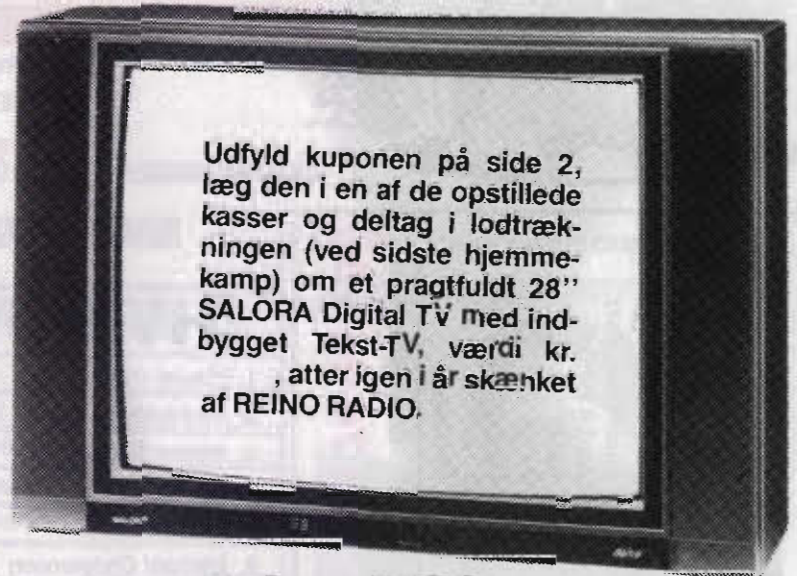 Udfyld kuponen på side 2,
læg den i en af de opstillede
kasser og deltag i lodtræk-
ningen (ved sidste hjemme-
kamp) om et pragtfuldt 28”
SALORA Digital TV med ind-
bygget Tekst-TV, værdi kr.
, atter igen i år skænket
af REINO RADIO.